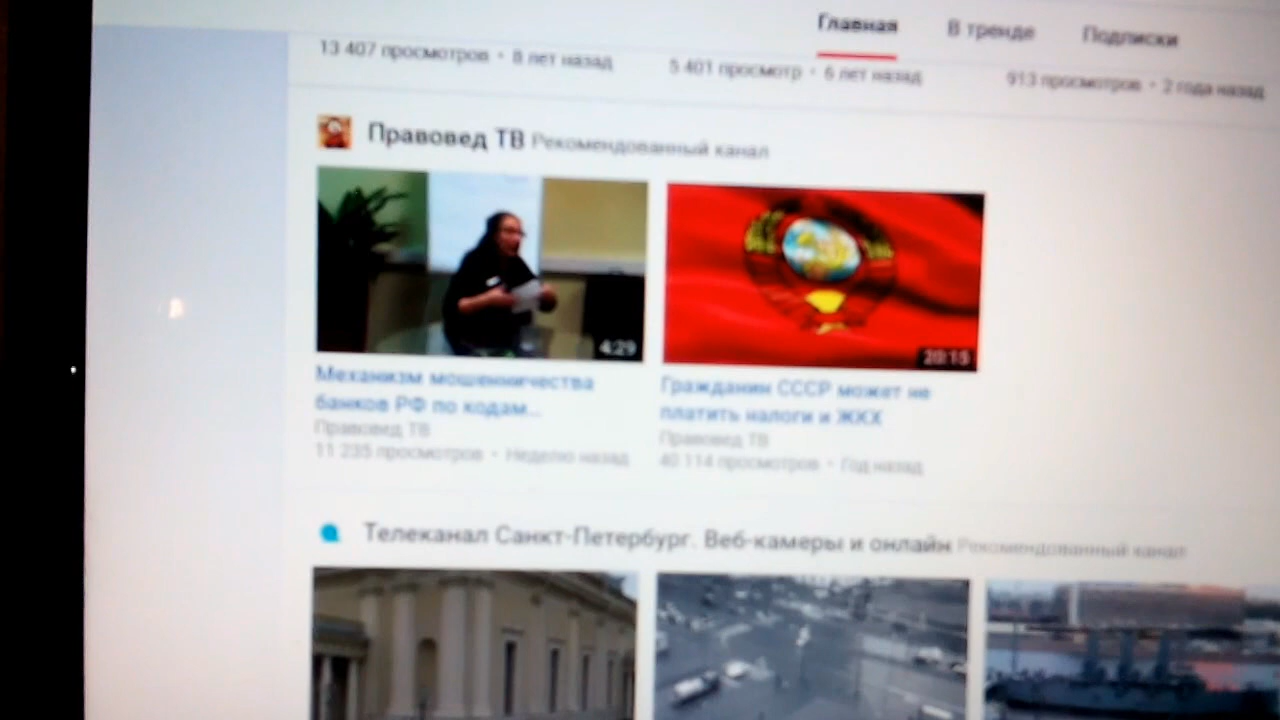 Главная В тренде Подписки
13 407 просмотров • 8 лет назад
5 401 просмотр • 6 лет назад
913 просмотров • 2 года назад
Правовед ТВ Рекомендованный канал
4:29
20:15
Механизм мошенничества
банков РФ по кодам...
Правовед ТВ
11 235 просмотров • Неделю назад
Гражданин СССР может не
платить налоги и ЖКХ
Правовед ТВ
40 114 просмотров • Год назад
Телеканал Санкт-Петербург. Веб-камеры и онлайн Рекомендованный канал